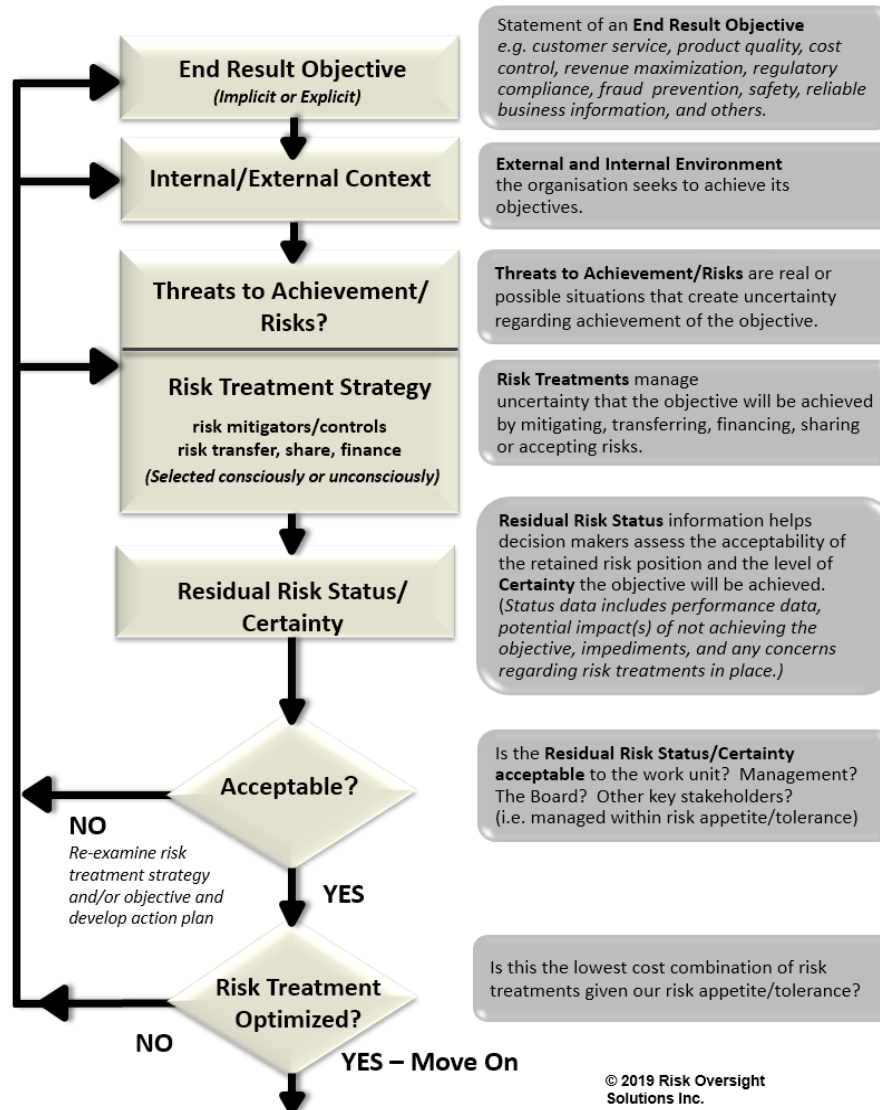 End Result Objective
(Implicit or Explicit)
Statement of an End Result Objective
e.g. customer service, product quality, cost
control, revenue maximization, regulatory
compliance, fraud prevention, safety, reliable
business information, and others.
Internal/External Context
External and Internal Environment
the organisation seeks to achieve its
objectives.
Threats to Achievement/
Risks?
Threats to Achievement/Risks are real or
possible situations that create uncertainty
regarding achievement of the objective.
Risk Treatment Strategy
risk mitigators/controls
risk transfer, share, finance
(Selected consciously or unconsciously)
Risk Treatments manage
uncertainty that the objective will be achieved
by mitigating, transferring, financing, sharing
or accepting risks.
Residual Risk Status/
Certainty
Residual Risk Status information helps
decision makers assess the acceptability of
the retained risk position and the level of
Certainty the objective will be achieved.
(Status data includes performance data,
potential impact(s) of not achieving the
objective, impediments, and any concerns
regarding risk treatments in place.)
Acceptable?
Is the Residual Risk Status/Certainty
acceptable to the work unit? Management?
The Board? Other key stakeholders?
(i.e. managed within risk appetite/tolerance)
NO
Re-examine risk
treatment strategy
and/or objective and
develop action plan
YES
Risk Treatment
Optimized?
Is this the lowest cost combination of risk
treatments given our risk appetite/tolerance?
NO
YES – Move On
© 2019 Risk Oversight
Solutions Inc.